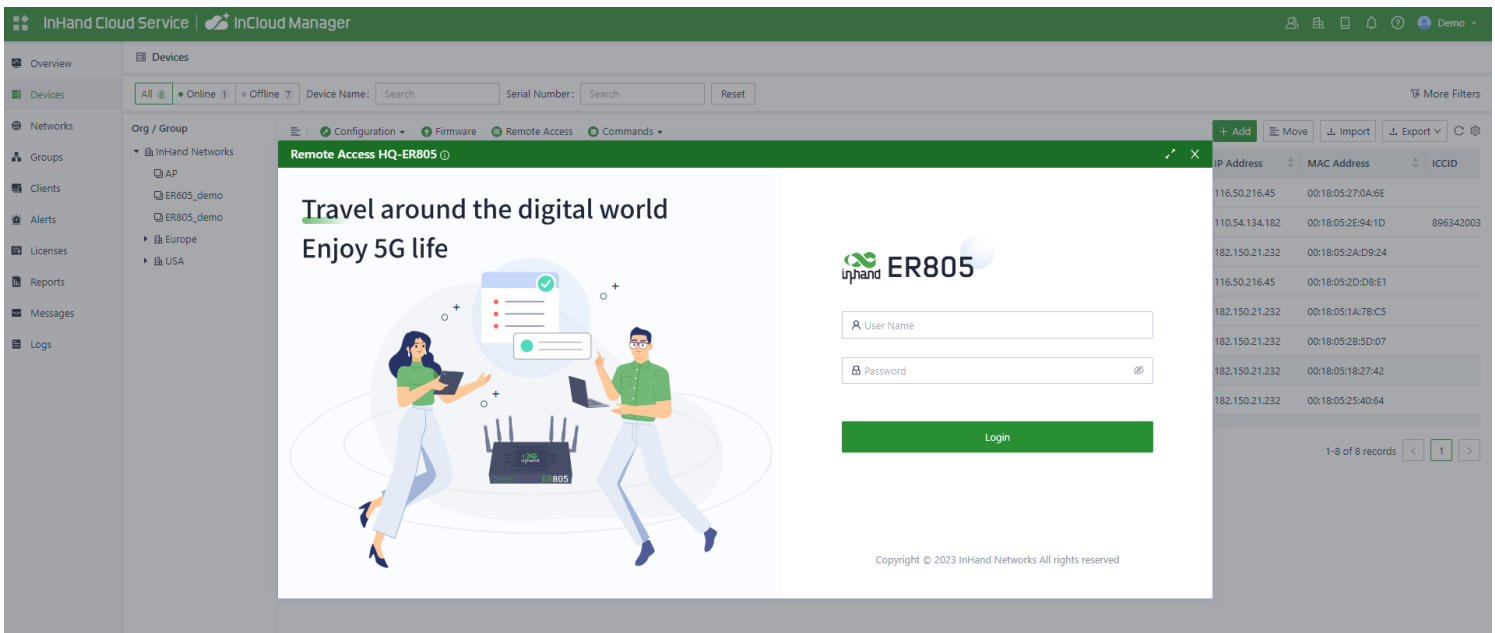 InHand Cloud Service | InCloud Manager
Demo
Overview
Devices
Networks
Groups
Clients
Alerts
Licenses
Reports
Messages
Logs
Devices
All 8 Online 1 Offline 7 Device Name: Search Serial Number: Search Reset More Filters
Org / Group
InHand Networks
AP
ER605_demo
ER805_demo
Europe
USA
Configuration Firmware Remote Access Commands + Add Move Import Export
Remote Access HQ-ER805
Travel around the digital world
Enjoy 5G life
inhand
ER805
inhand ER805
User Name
Password
Login
Copyright © 2023 InHand Networks All rights reserved
IP Address MAC Address ICCID
116.50.216.45 00:18:05:27:0A:6E
110.54.134.182 00:18:05:2E:94:1D 896342003
182.150.21.232 00:18:05:2A:D9:24
116.50.216.45 00:18:05:2D:D8:E1
182.150.21.232 00:18:05:1A:7B:C5
182.150.21.232 00:18:05:2B:5D:07
182.150.21.232 00:18:05:18:27:42
182.150.21.232 00:18:05:25:40:64
1-8 of 8 records < 1 >